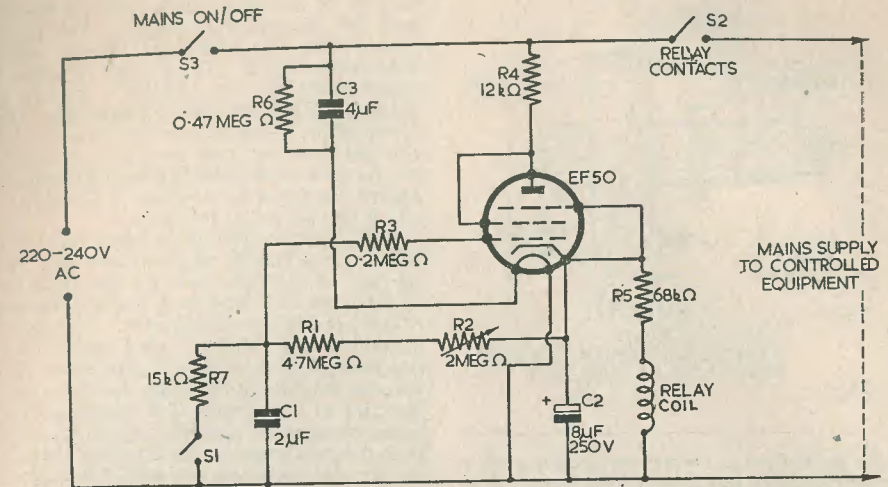 MAINS ON/OFF
S3
S2
RELAY
CONTACTS
R4
12kΩ
C3
4µF
R6
0·47 MEG Ω
EF50
R3
0·2MEG Ω
220-240V
AC
MAINS SUPPLY
TO CONTROLLED
EQUIPMENT
R5
68kΩ
R1
4·7MEG Ω
R2
2MEG Ω
15kΩ
R7
RELAY
COIL
C1
2µF
+
C2
8µF
250V
S1